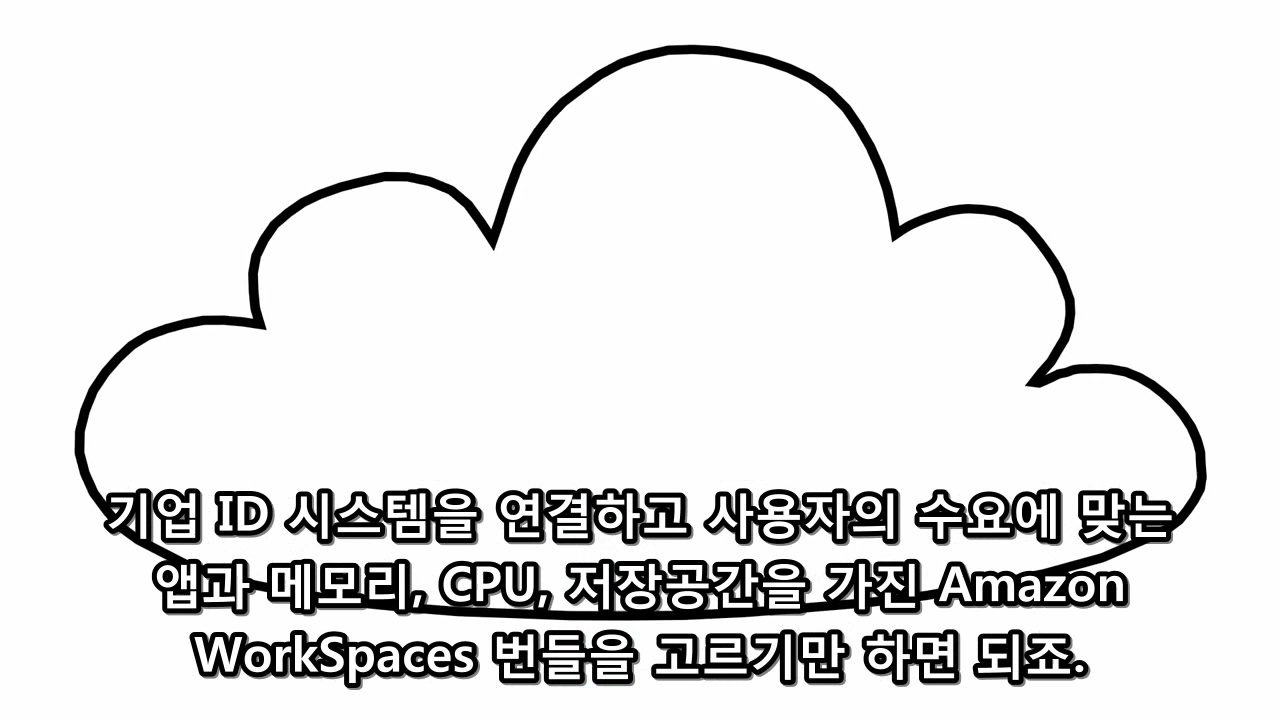 기업 ID 시스템을 연결하고 사용자의 수요에 맞는
앱과 메모리, CPU, 저장공간을 가진 Amazon
WorkSpaces 번들을 고르기만 하면 되죠.